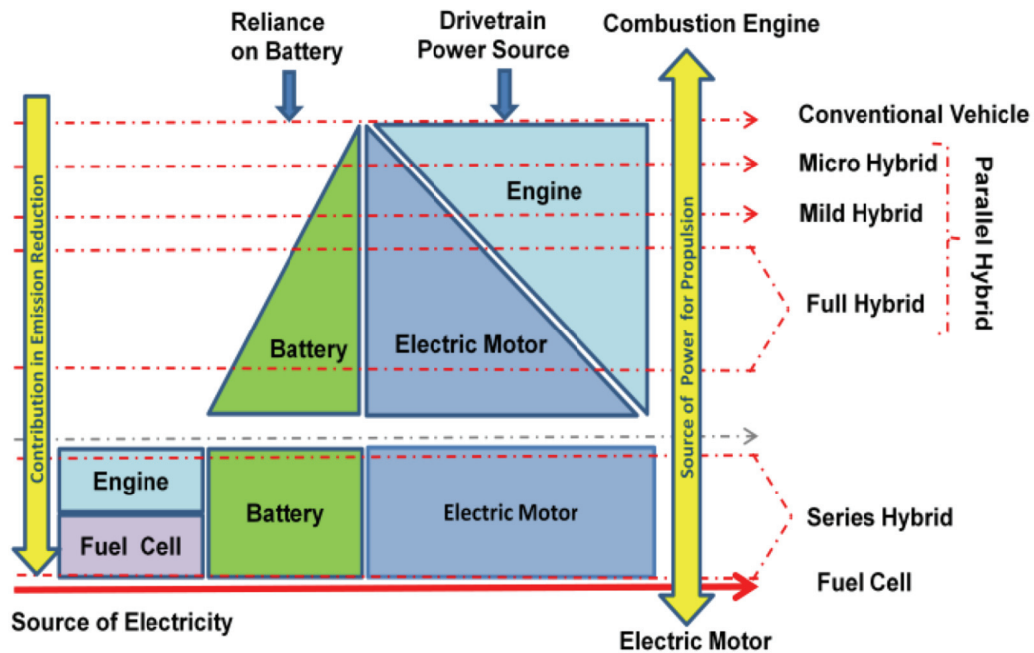 Reliance
on Battery
Drivetrain
Power Source
Combustion Engine
Conventional Vehicle
Micro Hybrid
Mild Hybrid
Full Hybrid
Parallel Hybrid
Contribution in Emission Reduction
Engine
Battery
Electric Motor
Source of Power for Propulsion
Engine
Fuel Cell
Battery
Electric Motor
Series Hybrid
Fuel Cell
Source of Electricity
Electric Motor